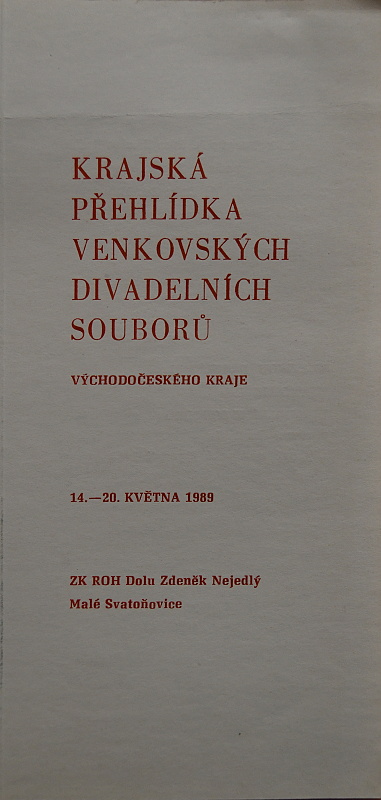 KRAJSKÁ
PŘEHLÍDKA
VENKOVSKÝCH
DIVADELNÍCH
SOUBORŮ
VÝCHODOČESKÉHO KRAJE
14.—20. KVĚTNA 1989
ZK ROH Dolu Zdeněk Nejedlý
Malé Svatoňovice